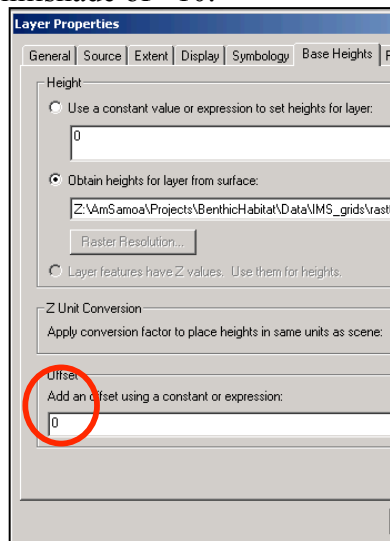 Layer Properties
General Source Extent Display Symbology Base Heights
Height
Use a constant value or expression to set heights for layer:
0
Obtain heights for layer from surface:
Z:\AmSamoa\Projects\BenthicHabitat\Data\IMS_grids\rast
Raster Resolution...
Layer features have Z values. Use them for heights.
Z Unit Conversion
Apply conversion factor to place heights in same units as scene:
Offset
Add an offset using a constant or expression:
0